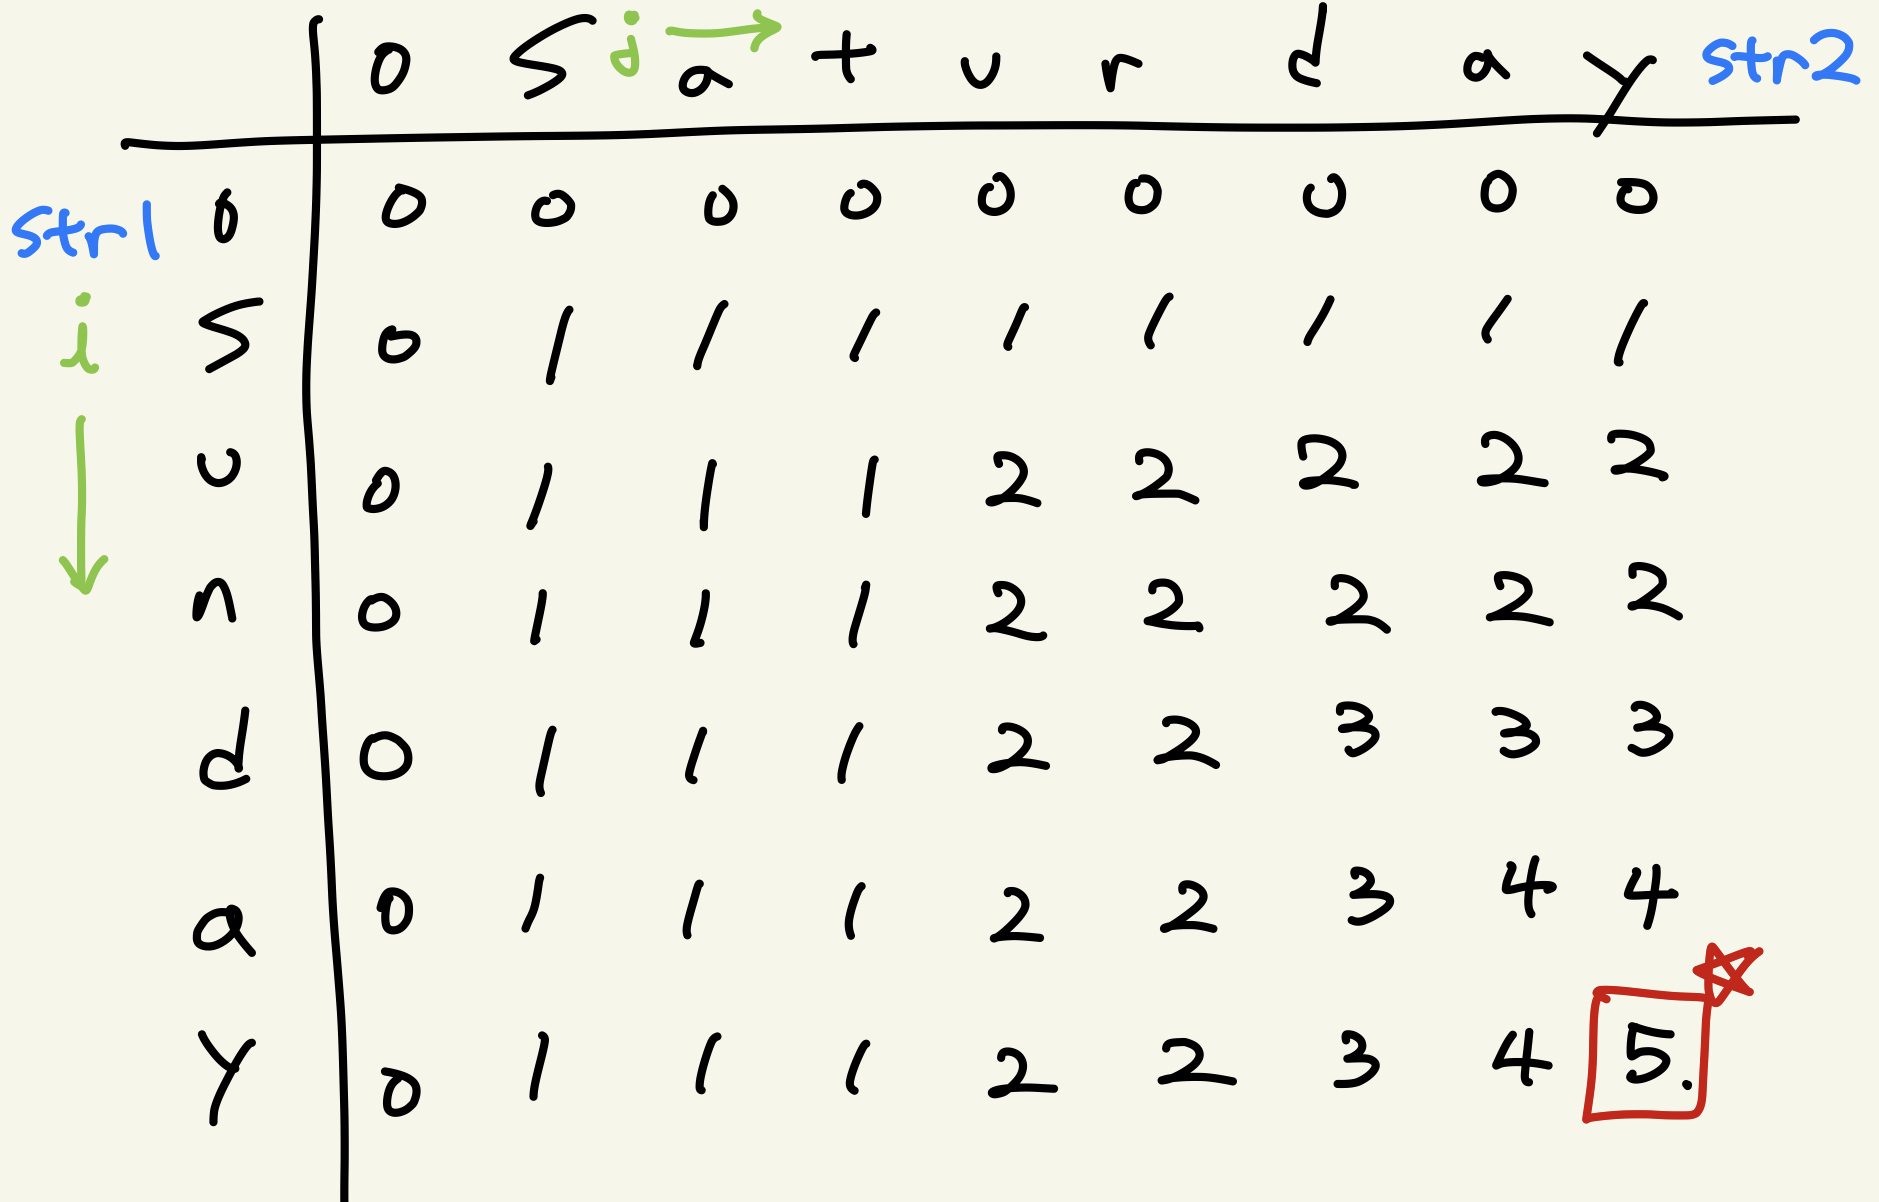 0 S j a t u r d a y str2
str1 0 0 0 0 0 0 0 0 0 0
i S 0 1 1 1 1 1 1 1 1
u 0 1 1 1 2 2 2 2 2
n 0 1 1 1 2 2 2 2 2
d 0 1 1 1 2 2 3 3 3
a 0 1 1 1 2 2 3 4 4
y 0 1 1 1 2 2 3 4 5.